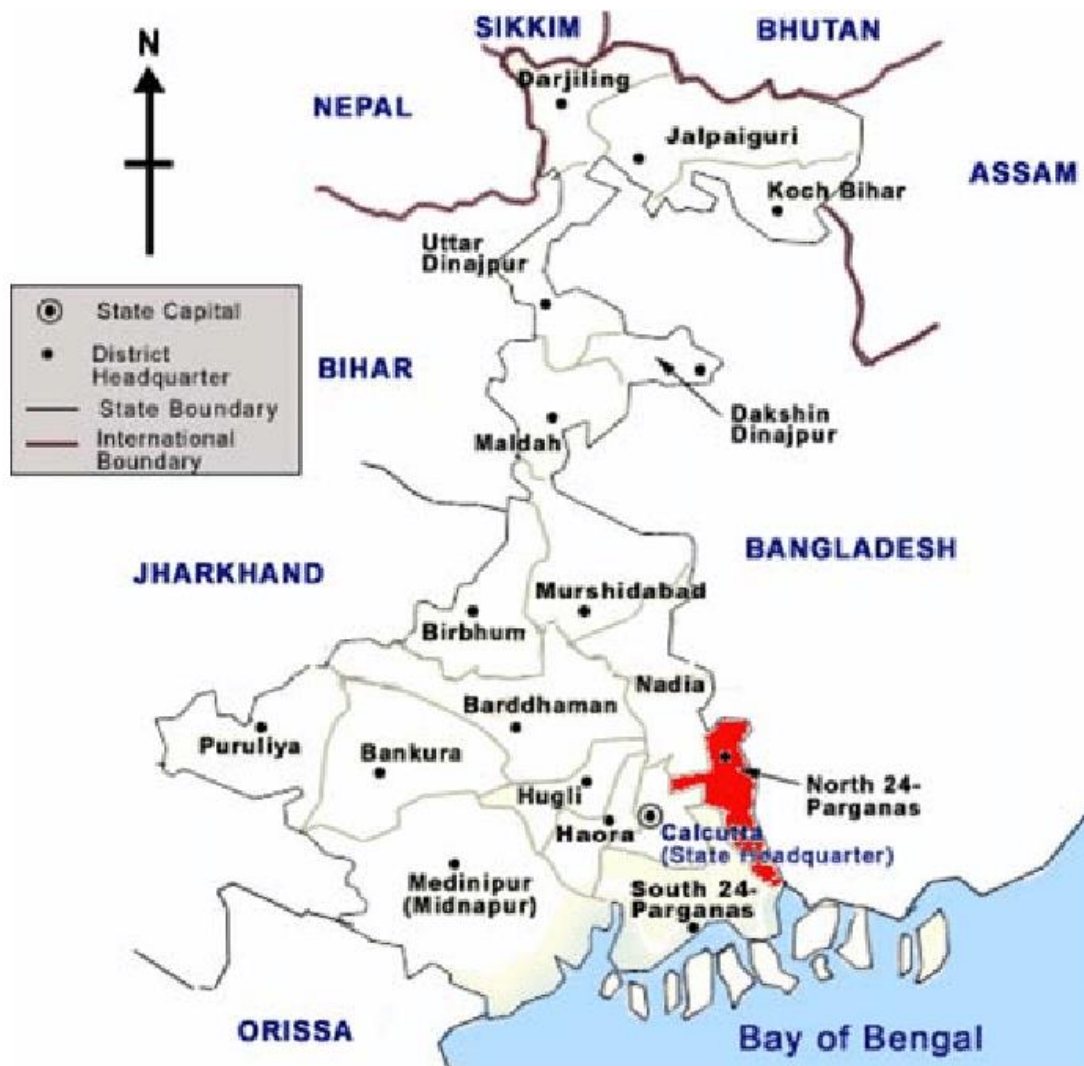 SIKKIM
BHUTAN
N
Darjiling
NEPAL
Jalpaiguri
ASSAM
Koch Bihar
Uttar
Dinajpur
State Capital
District
Headquarter
State Boundary
International
Boundary
BIHAR
Dakshin
Dinajpur
Maldah
BANGLADESH
JHARKHAND
Murshidabad
Birbhum
Nadia
Barddhaman
Puruliya
Bankura
North 24-
Parganas
Hugli
Haora
Calcutta
(State Headquarter)
Medinipur
(Midnapur)
South 24-
Parganas
ORISSA
Bay of Bengal